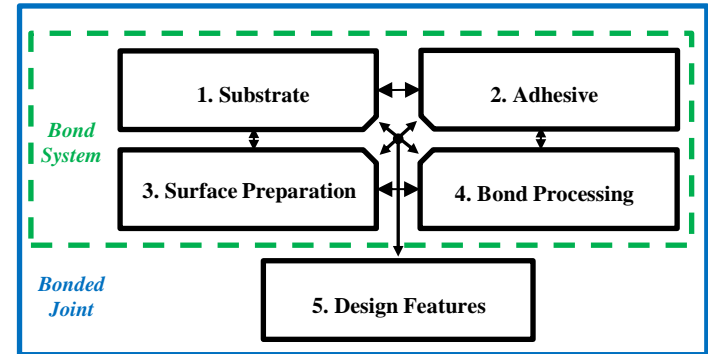 1. Substrate
2. Adhesive
Bond
System
3. Surface Preparation
4. Bond Processing
Bonded
Joint
5. Design Features